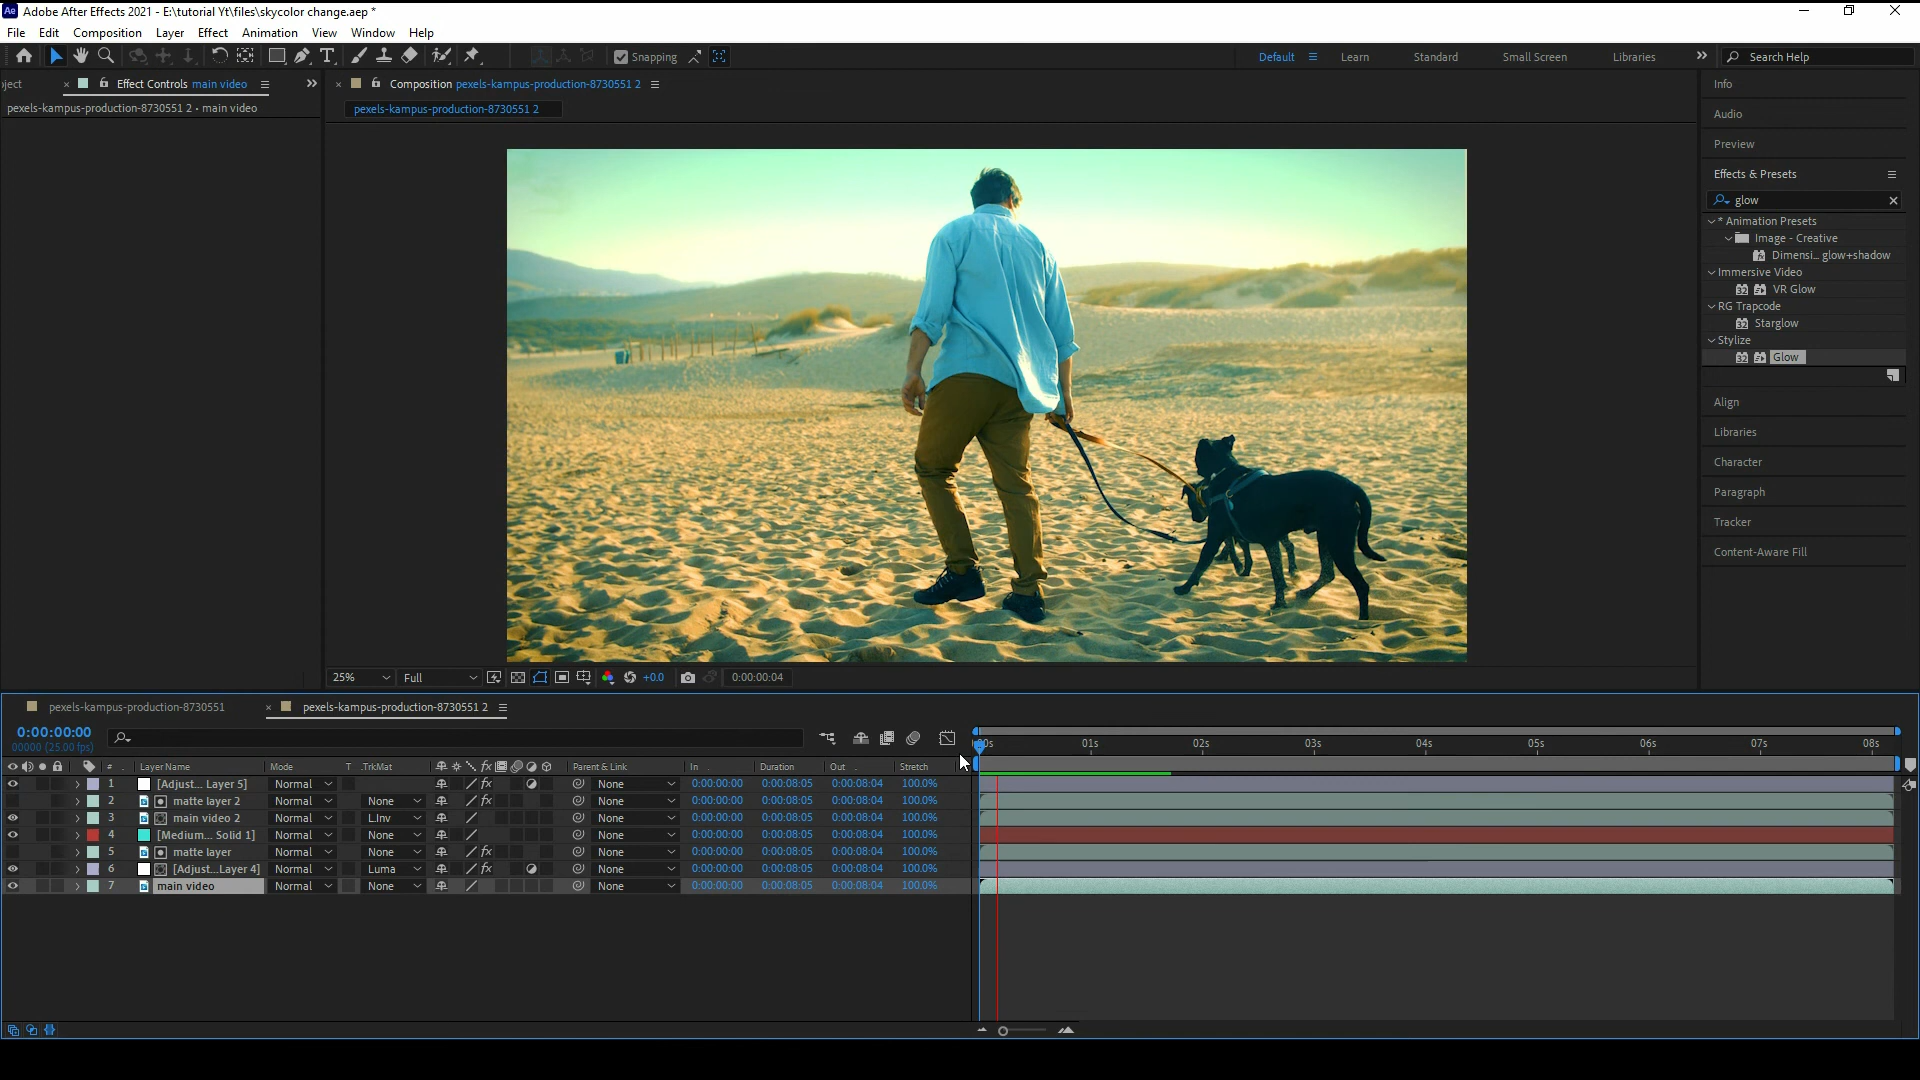 Ae Adobe After Effects 2021 - E:\tutorial Yt\files\skycolor change.aep *
File Edit Composition Layer Effect Animation View Window Help
Snapping Default Learn Standard Small Screen Libraries Search Help
ject Effect Controls main video
pexels-kampus-production-8730551 2 • main video
Composition pexels-kampus-production-8730551 2
pexels-kampus-production-8730551 2
Info
Audio
Preview
Effects & Presets
glow
* Animation Presets
Image - Creative
Dimensi... glow+shadow
Immersive Video
VR Glow
RG Trapcode
Starglow
Stylize
Glow
Align
Libraries
Character
Paragraph
Tracker
Content-Aware Fill
25% Full +0.0 0:00:00:04
pexels-kampus-production-8730551 pexels-kampus-production-8730551 2
0:00:00:00
00000 (25.00 fps)
01s 02s 03s 04s 05s 06s 07s 08s
# Layer Name Mode T .TrkMat Parent & Link In Duration Out Stretch
1 [Adjust... Layer 5] Normal None 0:00:00:00 0:00:08:05 0:00:08:04 100.0%
2 matte layer 2 Normal None None 0:00:00:00 0:00:08:05 0:00:08:04 100.0%
3 main video 2 Normal L.Inv None 0:00:00:00 0:00:08:05 0:00:08:04 100.0%
4 [Medium... Solid 1] Normal None None 0:00:00:00 0:00:08:05 0:00:08:04 100.0%
5 matte layer Normal None None 0:00:00:00 0:00:08:05 0:00:08:04 100.0%
6 [Adjust...Layer 4] Normal Luma None 0:00:00:00 0:00:08:05 0:00:08:04 100.0%
7 main video Normal None None 0:00:00:00 0:00:08:05 0:00:08:04 100.0%